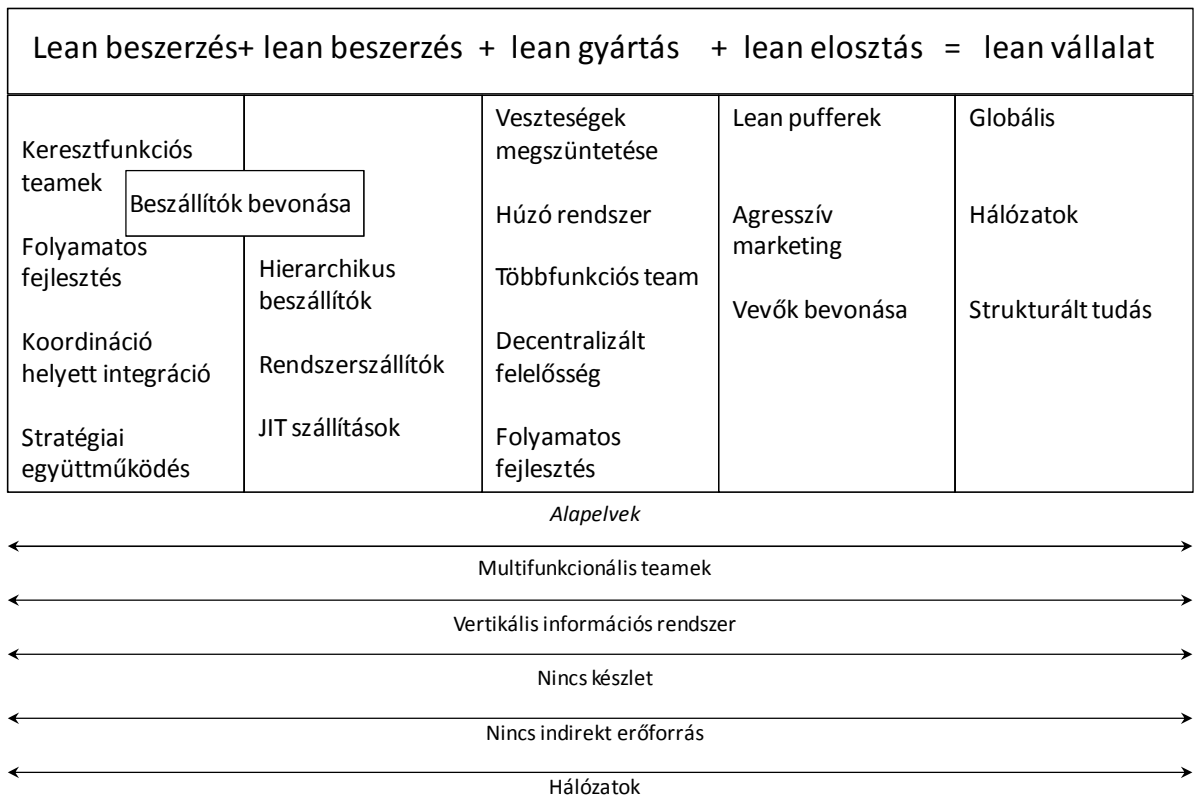 Lean beszerzés+ lean beszerzés + lean gyártás + lean elosztás = lean vállalat
Keresztfunkciós
teamek
Beszállítók bevonása
Folyamatos
fejlesztés
Koordináció
helyett integráció
Stratégiai
együttműködés
Hierarchikus
beszállítók
Rendszerszállítók
JIT szállítások
Veszteségek
megszüntetése
Húzó rendszer
Többfunkciós team
Decentralizált
felelősség
Folyamatos
fejlesztés
Lean pufferek
Agresszív
marketing
Vevők bevonása
Globális
Hálózatok
Strukturált tudás
Alapelvek
Multifunkcionális teamek
Vertikális információs rendszer
Nincs készlet
Nincs indirekt erőforrás
Hálózatok